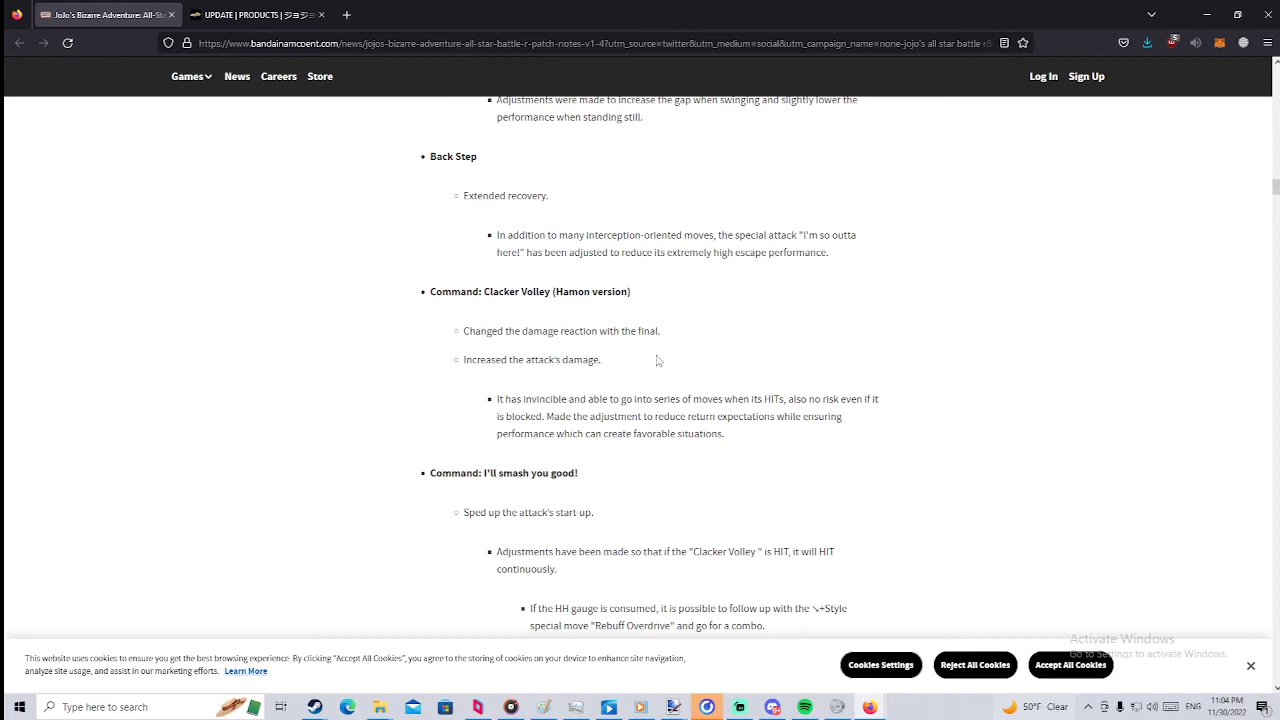 JoJo's Bizarre Adventure: All-Sta
UPDATE | PRODUCTS | ジョジ
https://www.bandainamcoent.com/news/jojos-bizarre-adventure-all-star-battle-r-patch-notes-v1-4?utm_source=twitter&utm_medium=social&utm_campaign_name=none-jojo's all star battle r&
Games News Careers Store Log In Sign Up
Adjustments were made to increase the gap when swinging and slightly lower the
performance when standing still.
Back Step
Extended recovery.
In addition to many interception-oriented moves, the special attack "I'm so outta
here!" has been adjusted to reduce its extremely high escape performance.
Command: Clacker Volley (Hamon version)
Changed the damage reaction with the final.
Increased the attack's damage.
It has invincible and able to go into series of moves when its HITs, also no risk even if it
is blocked. Made the adjustment to reduce return expectations while ensuring
performance which can create favorable situations.
Command: I'll smash you good!
Sped up the attack's start-up.
Adjustments have been made so that if the "Clacker Volley " is HIT, it will HIT
continuously.
If the HH gauge is consumed, it is possible to follow up with the ↘+Style
special move "Rebuff Overdrive" and go for a combo.
Activate Windows
Go to Settings to activate Windows.
This website uses cookies to ensure you get the best browsing experience. By clicking "Accept All Cookies", you agree to the storing of cookies on your device to enhance site navigation,
analyze site usage, and assist in our marketing efforts. Learn More
Cookies Settings Reject All Cookies Accept All Cookies
Type here to search
50°F Clear
ENG
11:04 PM
11/30/2022